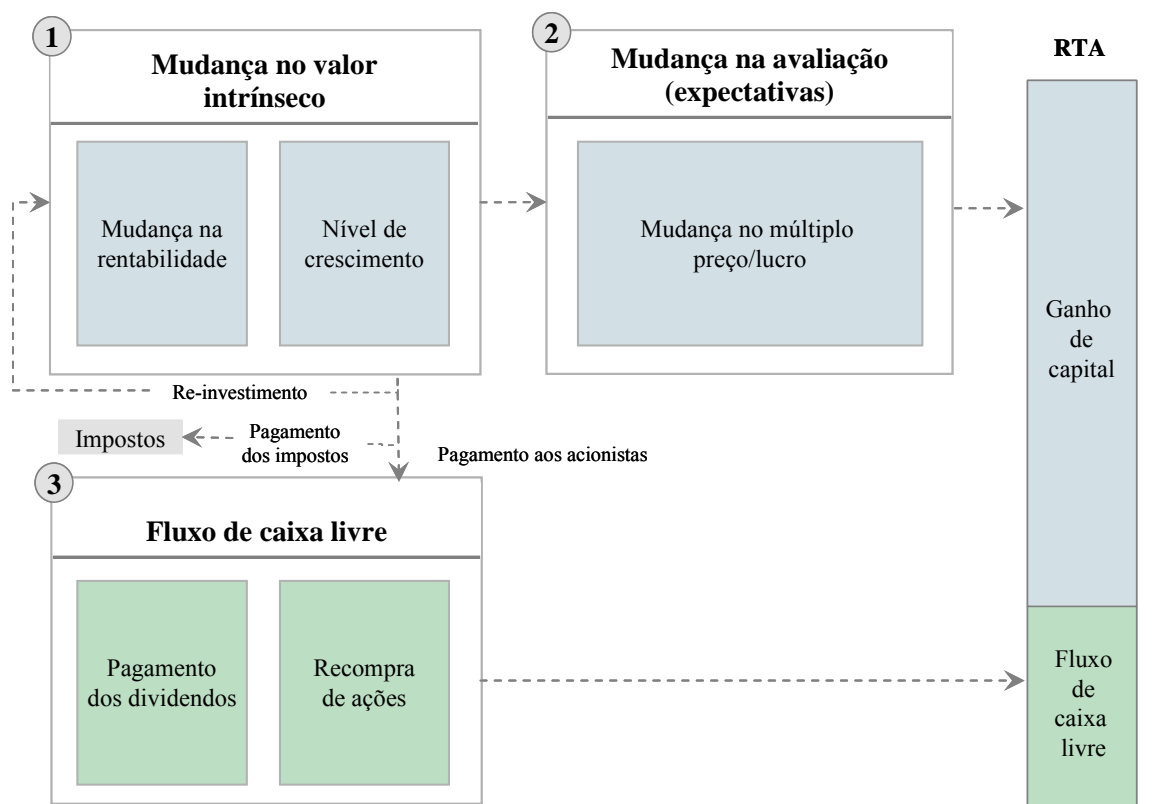 1
Mudança no valor
intrínseco
Mudança na
rentabilidade
Nível de
crescimento
2
Mudança na avaliação
(expectativas)
Mudança no múltiplo
preço/lucro
RTA
Ganho
de
capital
Re-investimento
Impostos
Pagamento
dos impostos
Pagamento aos acionistas
3
Fluxo de caixa livre
Pagamento
dos dividendos
Recompra
de ações
Fluxo
de
caixa
livre